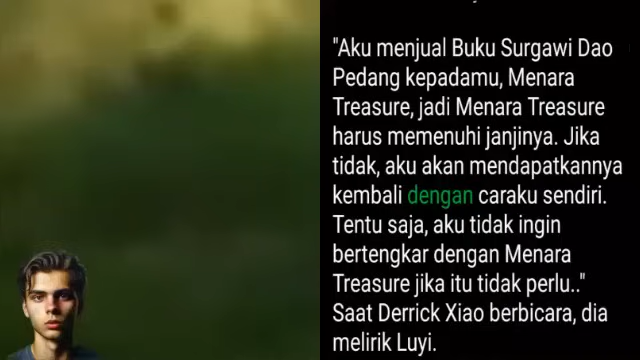 "Aku menjual Buku Surgawi Dao
Pedang kepadamu, Menara
Treasure, jadi Menara Treasure
harus memenuhi janjinya. Jika
tidak, aku akan mendapatkannya
kembali dengan caraku sendiri.
Tentu saja, aku tidak ingin
bertengkar dengan Menara
Treasure jika itu tidak perlu.."
Saat Derrick Xiao berbicara, dia
melirik Luyi.